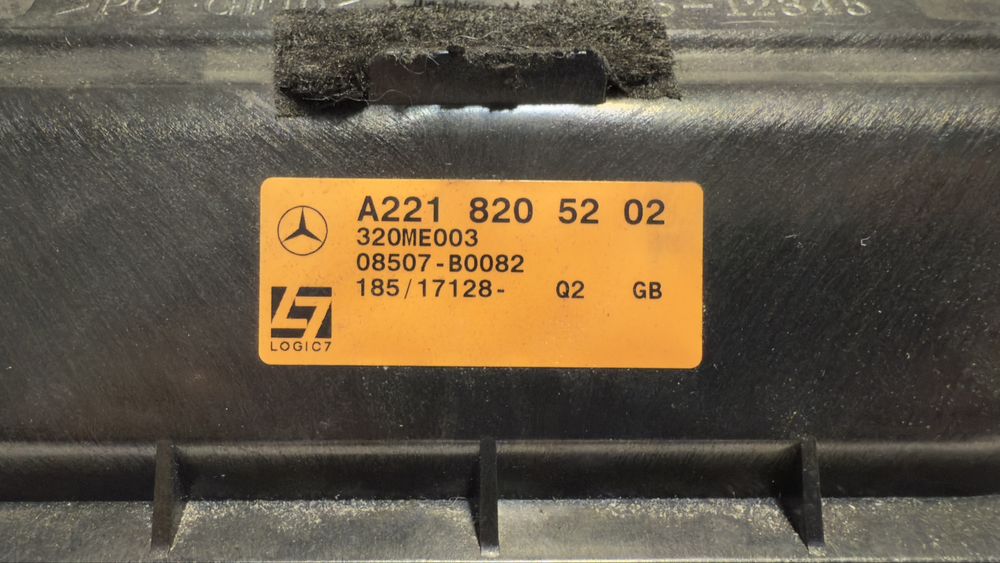 A221 820 52 02
320ME003
08507-B0082
185/17128- Q2 GB
LOGIC7